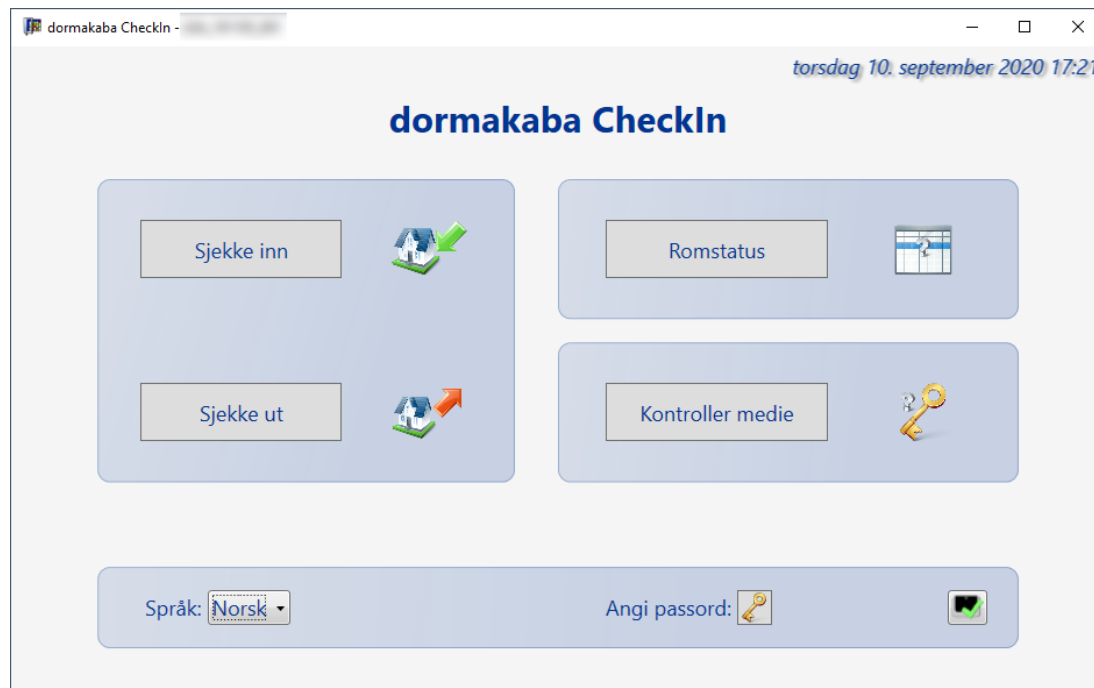 dormakaba CheckIn -
torsdag 10. september 2020 17:21
dormakaba CheckIn
Sjekke inn
Romstatus
Sjekke ut
Kontroller medie
Språk: Norsk
Angi passord: